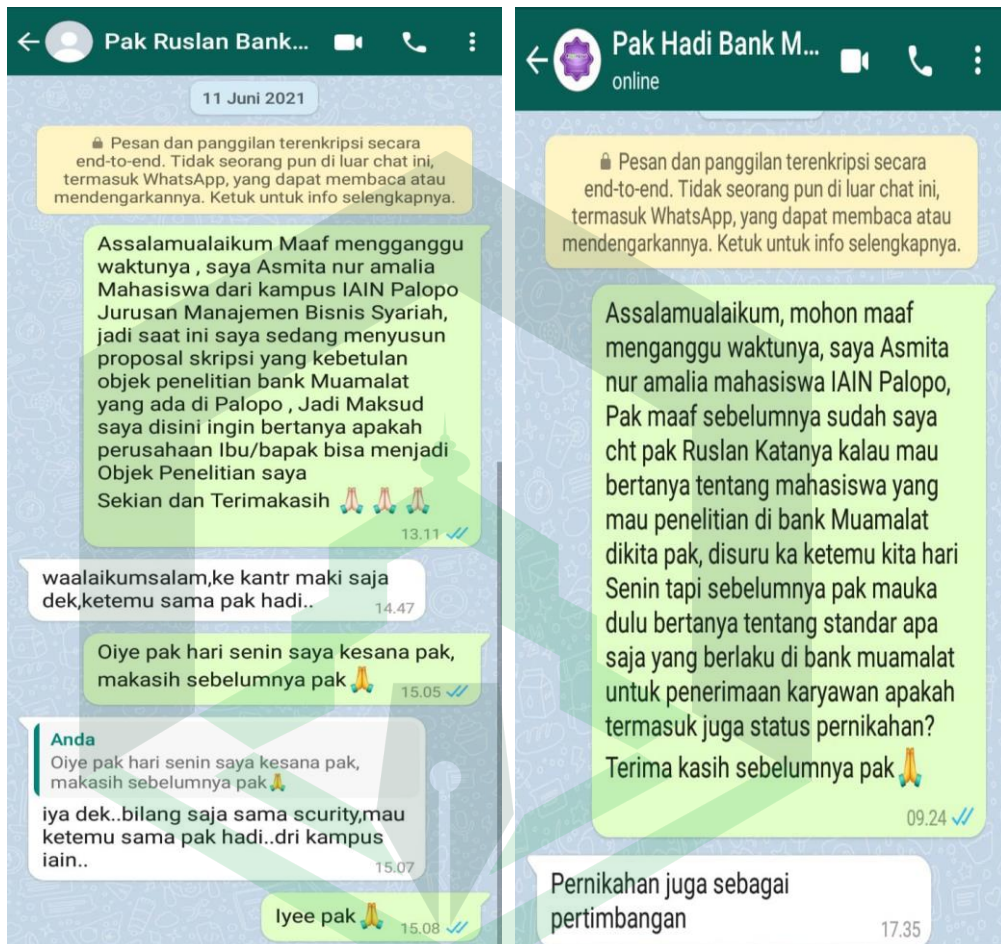 Pak Ruslan Bank...
11 Juni 2021
Pesan dan panggilan terenkripsi secara
end-to-end. Tidak seorang pun di luar chat ini,
termasuk WhatsApp, yang dapat membaca atau
mendengarkannya. Ketuk untuk info selengkapnya.
Assalamualaikum Maaf mengganggu
waktunya , saya Asmita nur amalia
Mahasiswa dari kampus IAIN Palopo
Jurusan Manajemen Bisnis Syariah,
jadi saat ini saya sedang menyusun
proposal skripsi yang kebetulan
objek penelitian bank Muamalat
yang ada di Palopo , Jadi Maksud
saya disini ingin bertanya apakah
perusahaan Ibu/bapak bisa menjadi
Objek Penelitian saya
Sekian dan Terimakasih 🙏🙏🙏
13.11
waalaikumsalam,ke kantr maki saja
dek,ketemu sama pak hadi..
14.47
Oiye pak hari senin saya kesana pak,
makasih sebelumnya pak 🙏
15.05
Anda
Oiye pak hari senin saya kesana pak,
makasih sebelumnya pak 🙏
iya dek..bilang saja sama scurity,mau
ketemu sama pak hadi..dri kampus
iain..
15.07
Iyee pak 🙏
15.08
Pak Hadi Bank M...
online
Pesan dan panggilan terenkripsi secara
end-to-end. Tidak seorang pun di luar chat ini,
termasuk WhatsApp, yang dapat membaca atau
mendengarkannya. Ketuk untuk info selengkapnya.
Assalamualaikum, mohon maaf
menganggu waktunya, saya Asmita
nur amalia mahasiswa IAIN Palopo,
Pak maaf sebelumnya sudah saya
cht pak Ruslan Katanya kalau mau
bertanya tentang mahasiswa yang
mau penelitian di bank Muamalat
dikita pak, disuru ka ketemu kita hari
Senin tapi sebelumnya pak mauka
dulu bertanya tentang standar apa
saja yang berlaku di bank muamalat
untuk penerimaan karyawan apakah
termasuk juga status pernikahan?
Terima kasih sebelumnya pak 🙏
09.24
Pernikahan juga sebagai
pertimbangan
17.35